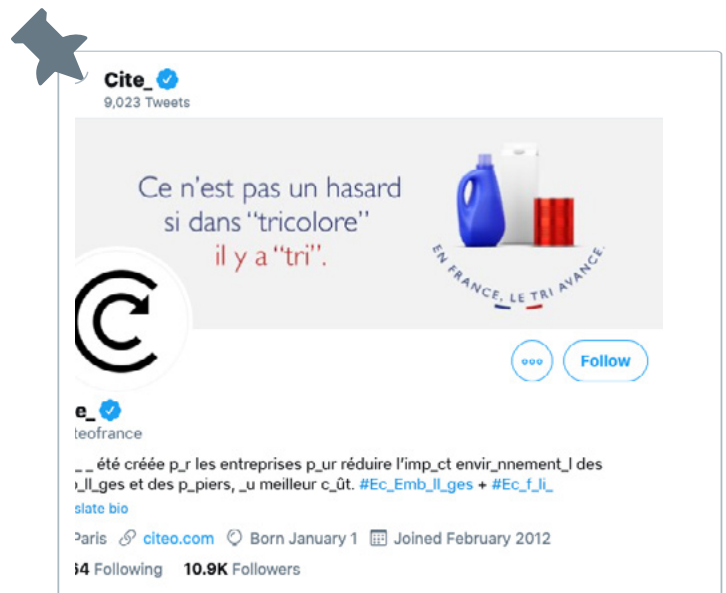 Cite_
9,023 Tweets
Ce n'est pas un hasard
si dans "tricolore"
il y a "tri".
EN FRANCE, LE TRI AVANCE.
Follow
e_
teofrance
_ _ été créée p_r les entreprises p_ur réduire l'imp_ct envir_nnement_l des
_ll_ges et des p_piers, _u meilleur c_ût. #Ec_Emb_ll_ges + #Ec_f_li_
slate bio
Paris citeo.com Born January 1 Joined February 2012
64 Following 10.9K Followers